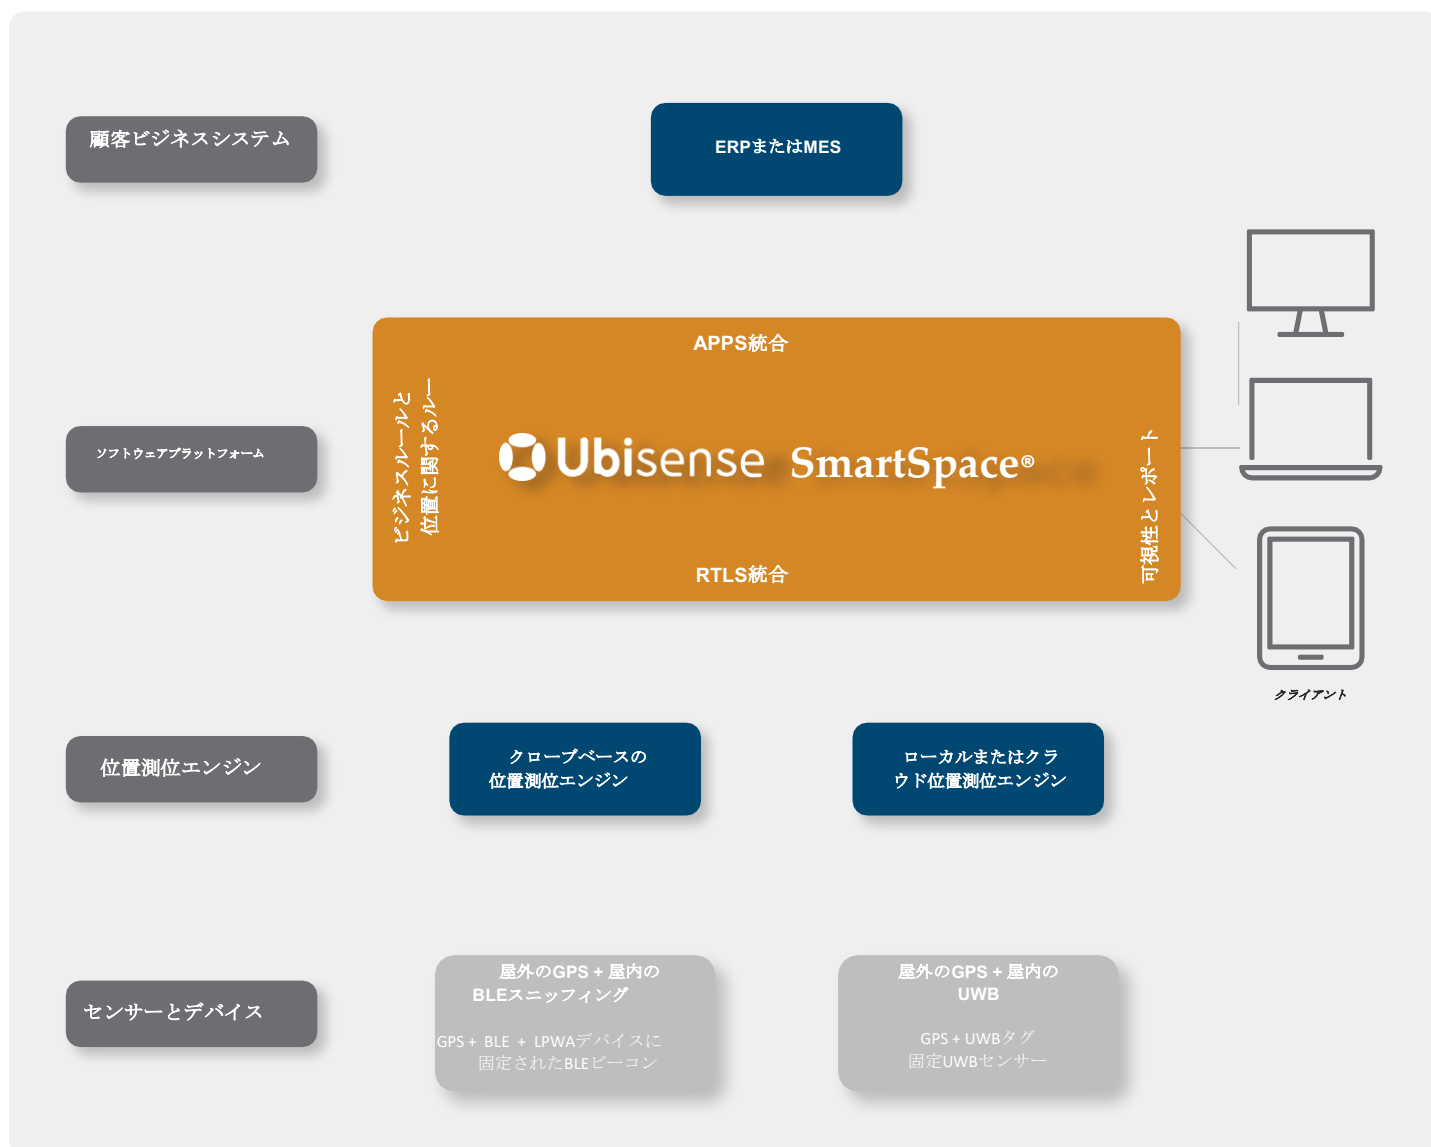 顧客ビジネスシステム
ERPまたはMES
APPS統合
ビジネスルールと
位置に関するルー
ソフトウェアプラットフォーム
Ubisense SmartSpace®
可視性とレポート
RTLS統合
クライアント
位置測位エンジン
クローブベースの
位置測位エンジン
ローカルまたはクラ
ウド位置測位エンジン
センサーとデバイス
屋外のGPS + 屋内の
BLEスニッフィング
GPS + BLE + LPWAデバイスに
固定されたBLEビーコン
屋外のGPS + 屋内の
UWB
GPS + UWBタグ
固定UWBセンサー